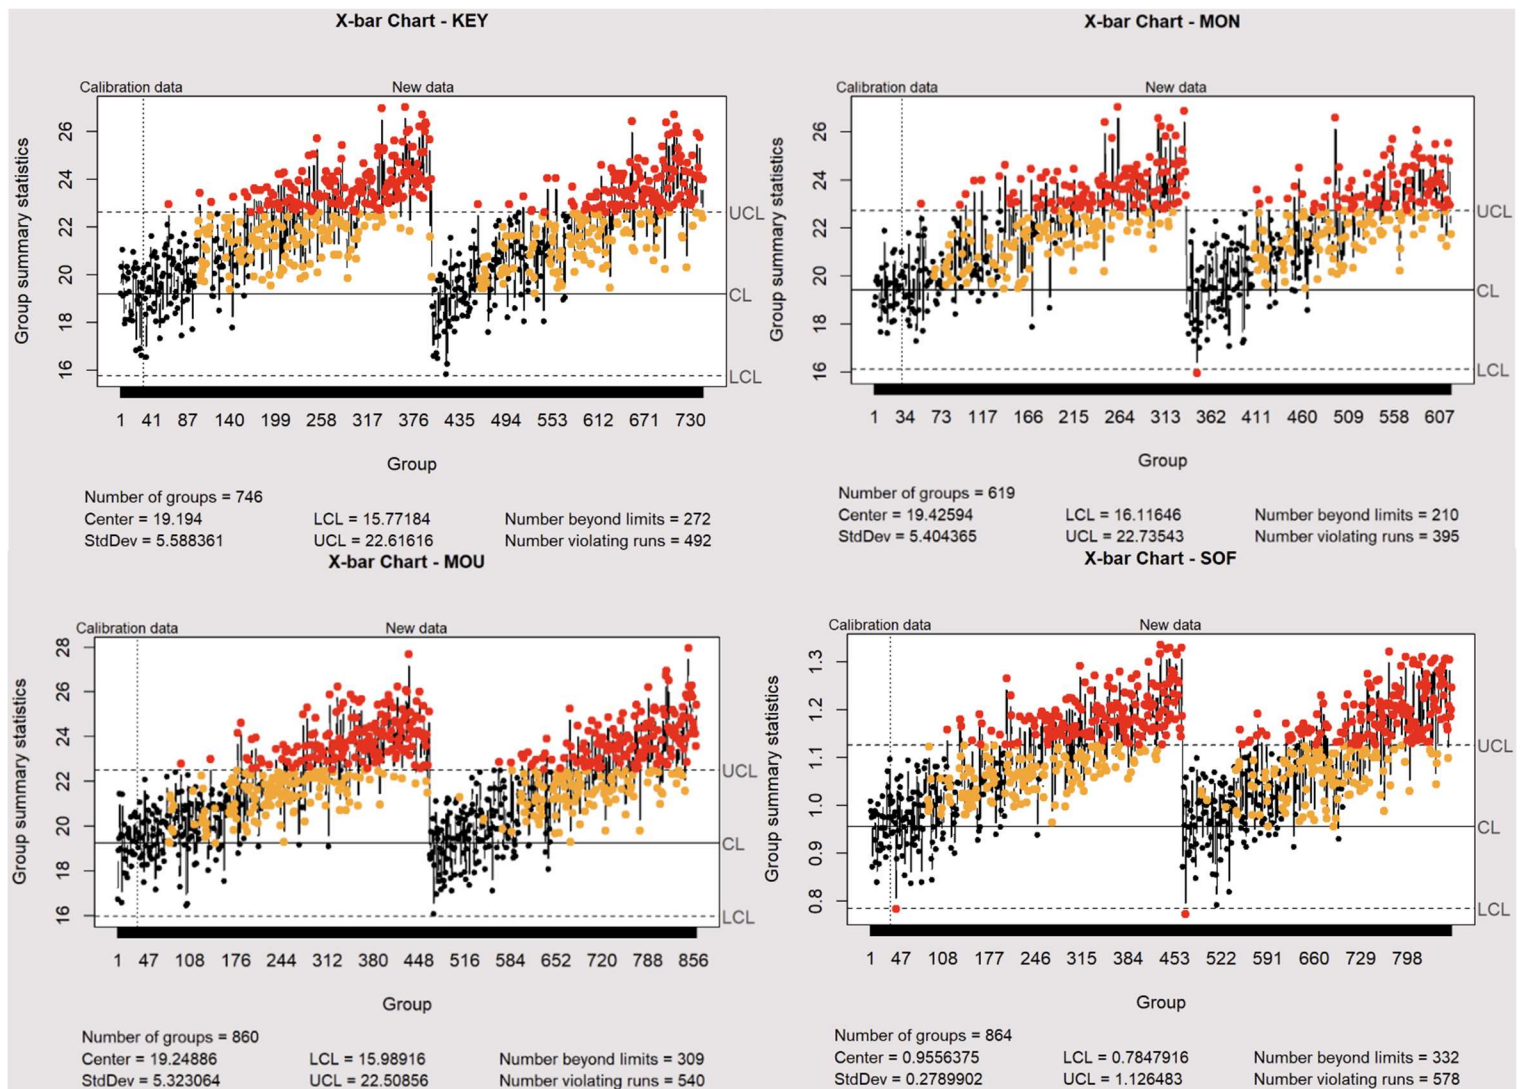 X-bar Chart - KEY
Calibration data New data
Group summary statistics
26
24
22
20
18
16
UCL
CL
LCL
1 41 87 140 199 258 317 376 435 494 553 612 671 730
Group
Number of groups = 746
Center = 19.194 LCL = 15.77184 Number beyond limits = 272
StdDev = 5.588361 UCL = 22.61616 Number violating runs = 492
X-bar Chart - MON
Calibration data New data
Group summary statistics
26
24
22
20
18
16
UCL
CL
LCL
1 34 73 117 166 215 264 313 362 411 460 509 558 607
Group
Number of groups = 619
Center = 19.42594 LCL = 16.11646 Number beyond limits = 210
StdDev = 5.404365 UCL = 22.73543 Number violating runs = 395
X-bar Chart - MOU
Calibration data New data
Group summary statistics
28
26
24
22
20
18
16
UCL
CL
LCL
1 47 108 176 244 312 380 448 516 584 652 720 788 856
Group
Number of groups = 860
Center = 19.24886 LCL = 15.98916 Number beyond limits = 309
StdDev = 5.323064 UCL = 22.50856 Number violating runs = 540
X-bar Chart - SOF
Calibration data New data
Group summary statistics
1.3
1.2
1.1
1.0
0.9
0.8
UCL
CL
LCL
1 47 108 177 246 315 384 453 522 591 660 729 798
Group
Number of groups = 864
Center = 0.9556375 LCL = 0.7847916 Number beyond limits = 332
StdDev = 0.2789902 UCL = 1.126483 Number violating runs = 578